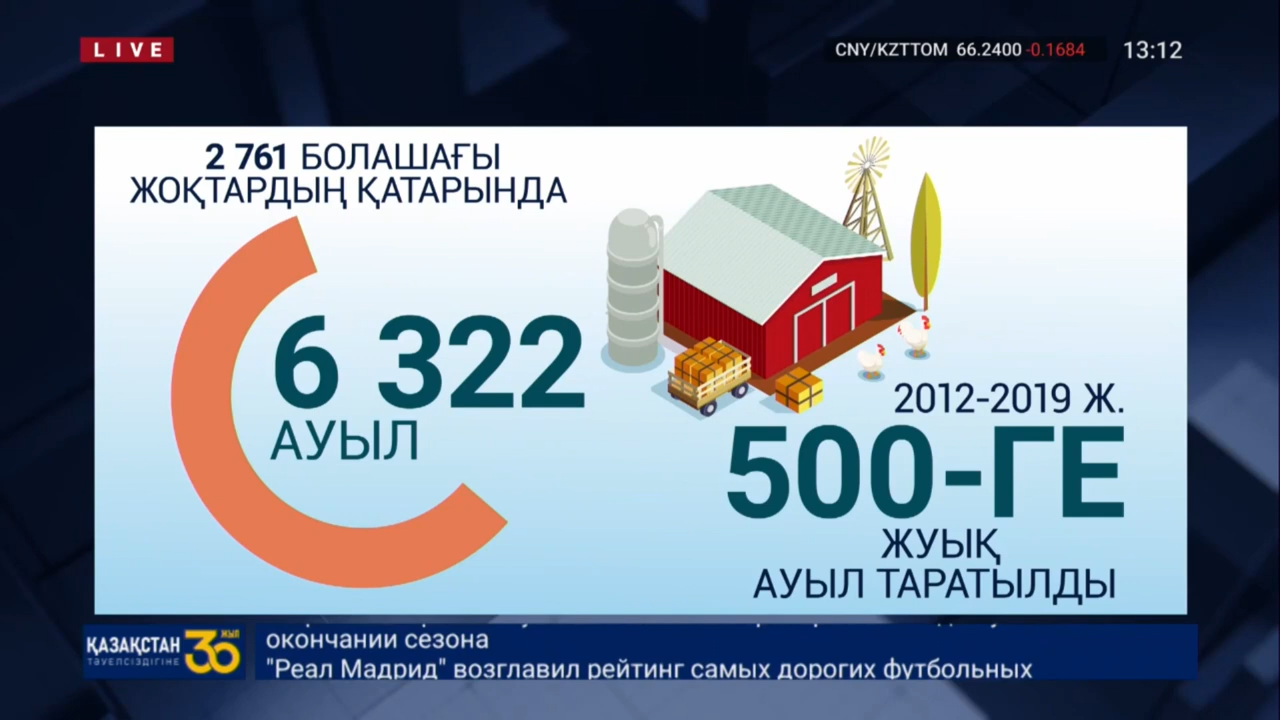 LIVE
CNY/KZTTOM 66.2400 -0.1684
13:12
2 761 БОЛАШАҒЫ
ЖОҚТАРДЫҢ ҚАТАРЫНДА
6 322
АУЫЛ
2012-2019 Ж.
500-ГЕ
ЖУЫҚ
АУЫЛ ТАРАТЫЛДЫ
ҚАЗАҚСТАН
ТӘУЕЛСІЗДІГІНЕ
30 ЖЫЛ
окончании сезона
"Реал Мадрид" возглавил рейтинг самых дорогих футбольных